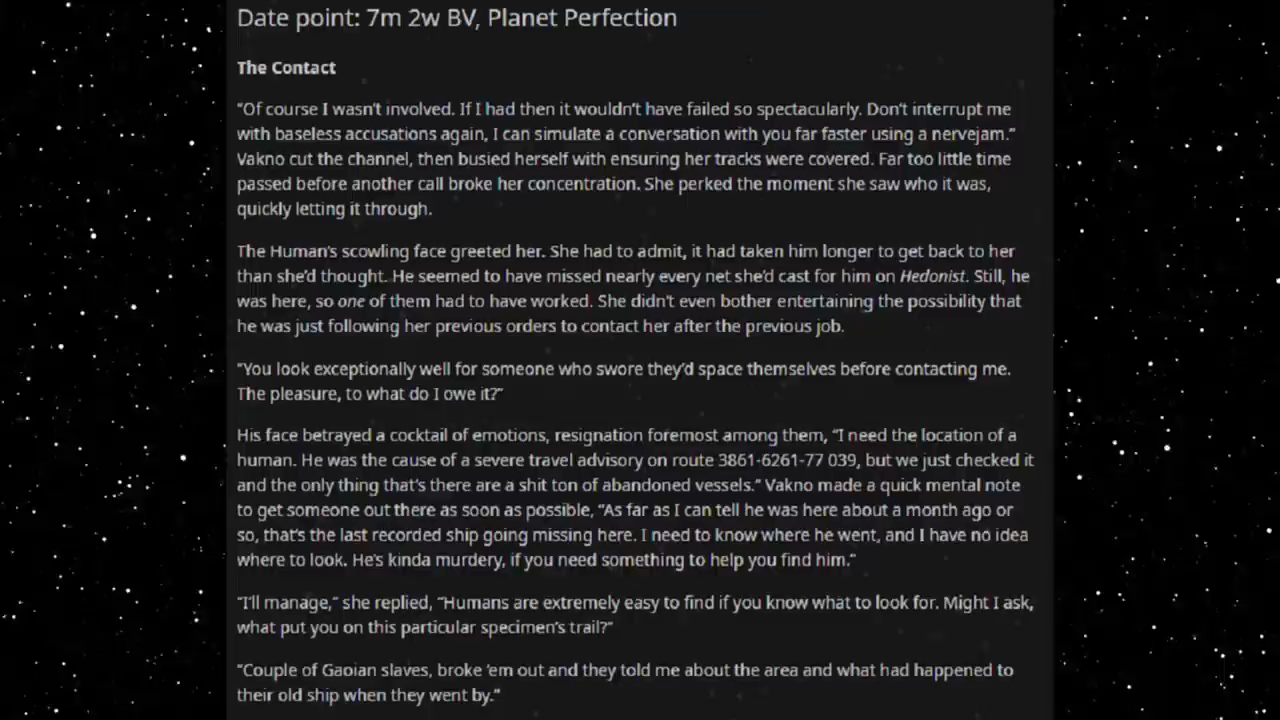 Date point: 7m 2w BV, Planet Perfection
The Contact
“Of course I wasn’t involved. If I had then it wouldn’t have failed so spectacularly. Don’t interrupt me
with baseless accusations again, I can simulate a conversation with you far faster using a nervejam.”
Vakno cut the channel, then busied herself with ensuring her tracks were covered. Far too little time
passed before another call broke her concentration. She perked the moment she saw who it was,
quickly letting it through.
The Human’s scowling face greeted her. She had to admit, it had taken him longer to get back to her
than she’d thought. He seemed to have missed nearly every net she’d cast for him on Hedonist. Still, he
was here, so one of them had to have worked. She didn’t even bother entertaining the possibility that
he was just following her previous orders to contact her after the previous job.
“You look exceptionally well for someone who swore they’d space themselves before contacting me.
The pleasure, to what do I owe it?”
His face betrayed a cocktail of emotions, resignation foremost among them, “I need the location of a
human. He was the cause of a severe travel advisory on route 3861-6261-77 039, but we just checked it
and the only thing that’s there are a shit ton of abandoned vessels.” Vakno made a quick mental note
to get someone out there as soon as possible, “As far as I can tell he was here about a month ago or
so, that’s the last recorded ship going missing here. I need to know where he went, and I have no idea
where to look. He’s kinda murdery, if you need something to help you find him.”
“I’ll manage,” she replied, “Humans are extremely easy to find if you know what to look for. Might I ask,
what put you on this particular specimen’s trail?”
“Couple of Gaoian slaves, broke ’em out and they told me about the area and what had happened to
their old ship when they went by.”